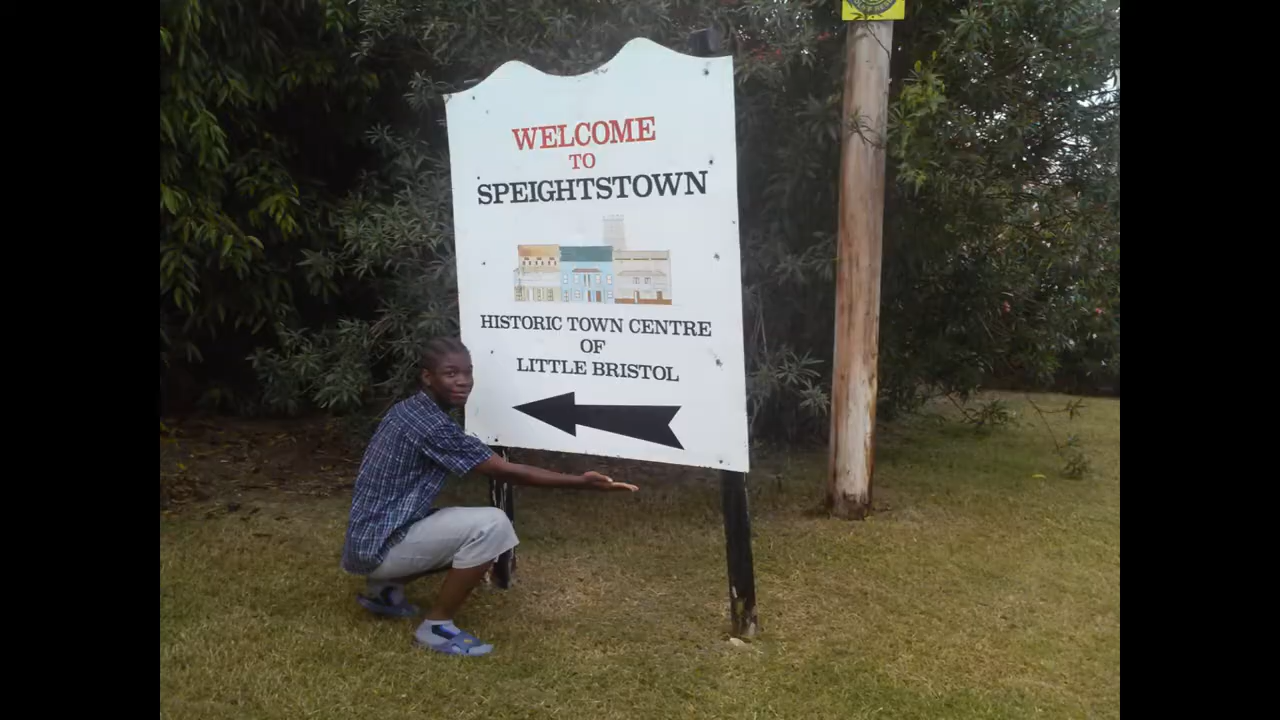 WELCOME
TO
SPEIGHTSTOWN
HISTORIC TOWN CENTRE
OF
LITTLE BRISTOL